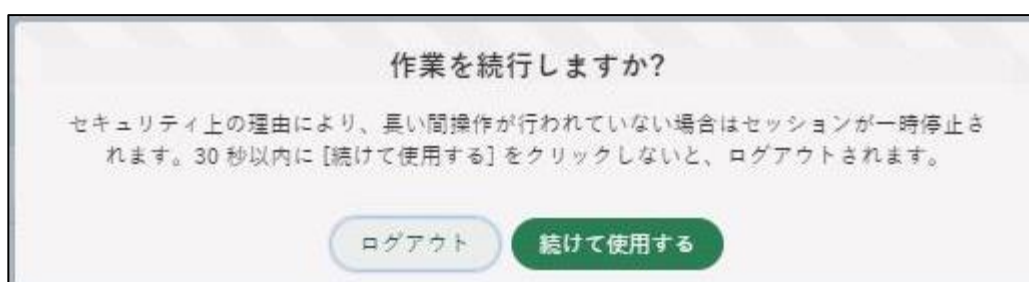 作業を続行しますか?
セキュリティ上の理由により、長い間操作が行われていない場合はセッションが一時停止さ
れます。30 秒以内に [続けて使用する] をクリックしないと、ログアウトされます。
ログアウト 続けて使用する